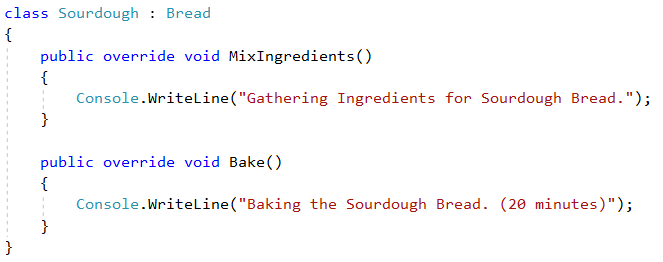 class Sourdough : Bread
{
    public override void MixIngredients()
    {
        Console.WriteLine("Gathering Ingredients for Sourdough Bread.");
    }

    public override void Bake()
    {
        Console.WriteLine("Baking the Sourdough Bread. (20 minutes)");
    }
}